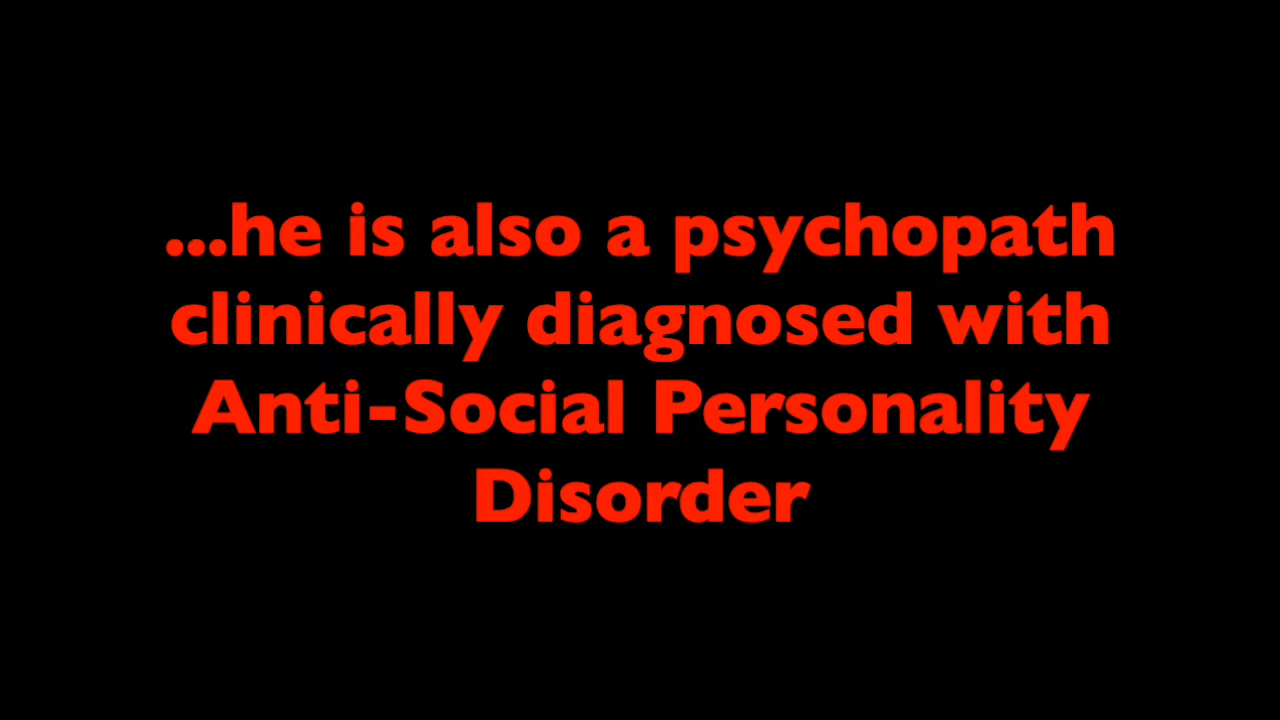 ...he is also a psychopath
clinically diagnosed with
Anti-Social Personality
Disorder